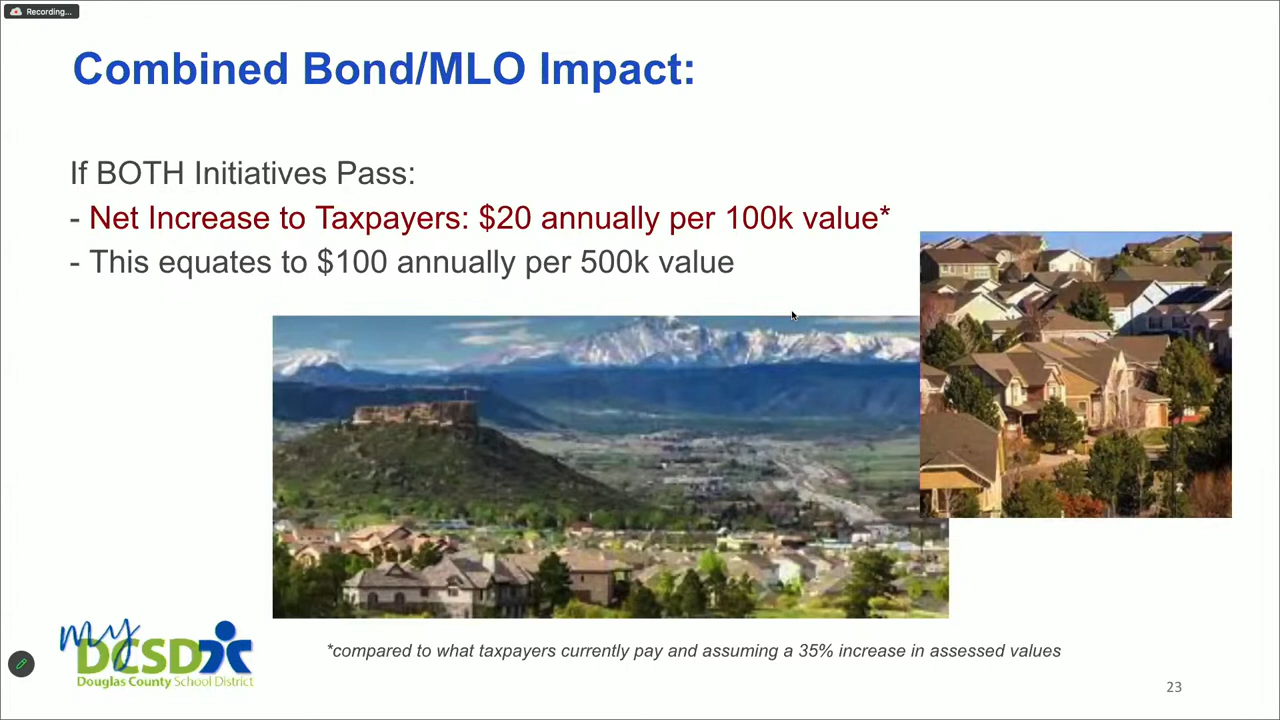 Recording...
Combined Bond/MLO Impact:
If BOTH Initiatives Pass:
- Net Increase to Taxpayers: $20 annually per 100k value*
- This equates to $100 annually per 500k value
my
DCSD
Douglas County School District
*compared to what taxpayers currently pay and assuming a 35% increase in assessed values
23